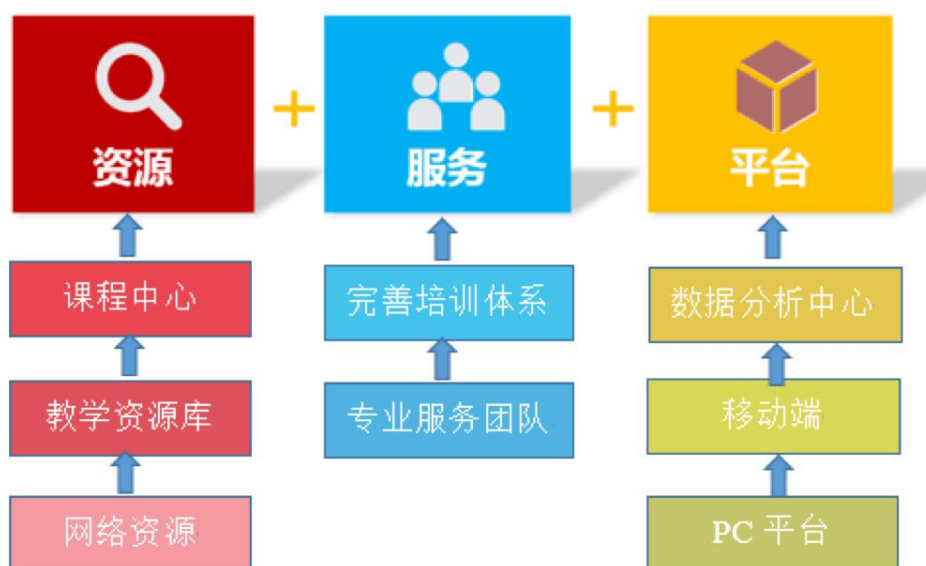 资源
服务
平台
课程中心
完善培训体系
数据分析中心
教学资源库
专业服务团队
移动端
网络资源
PC 平台